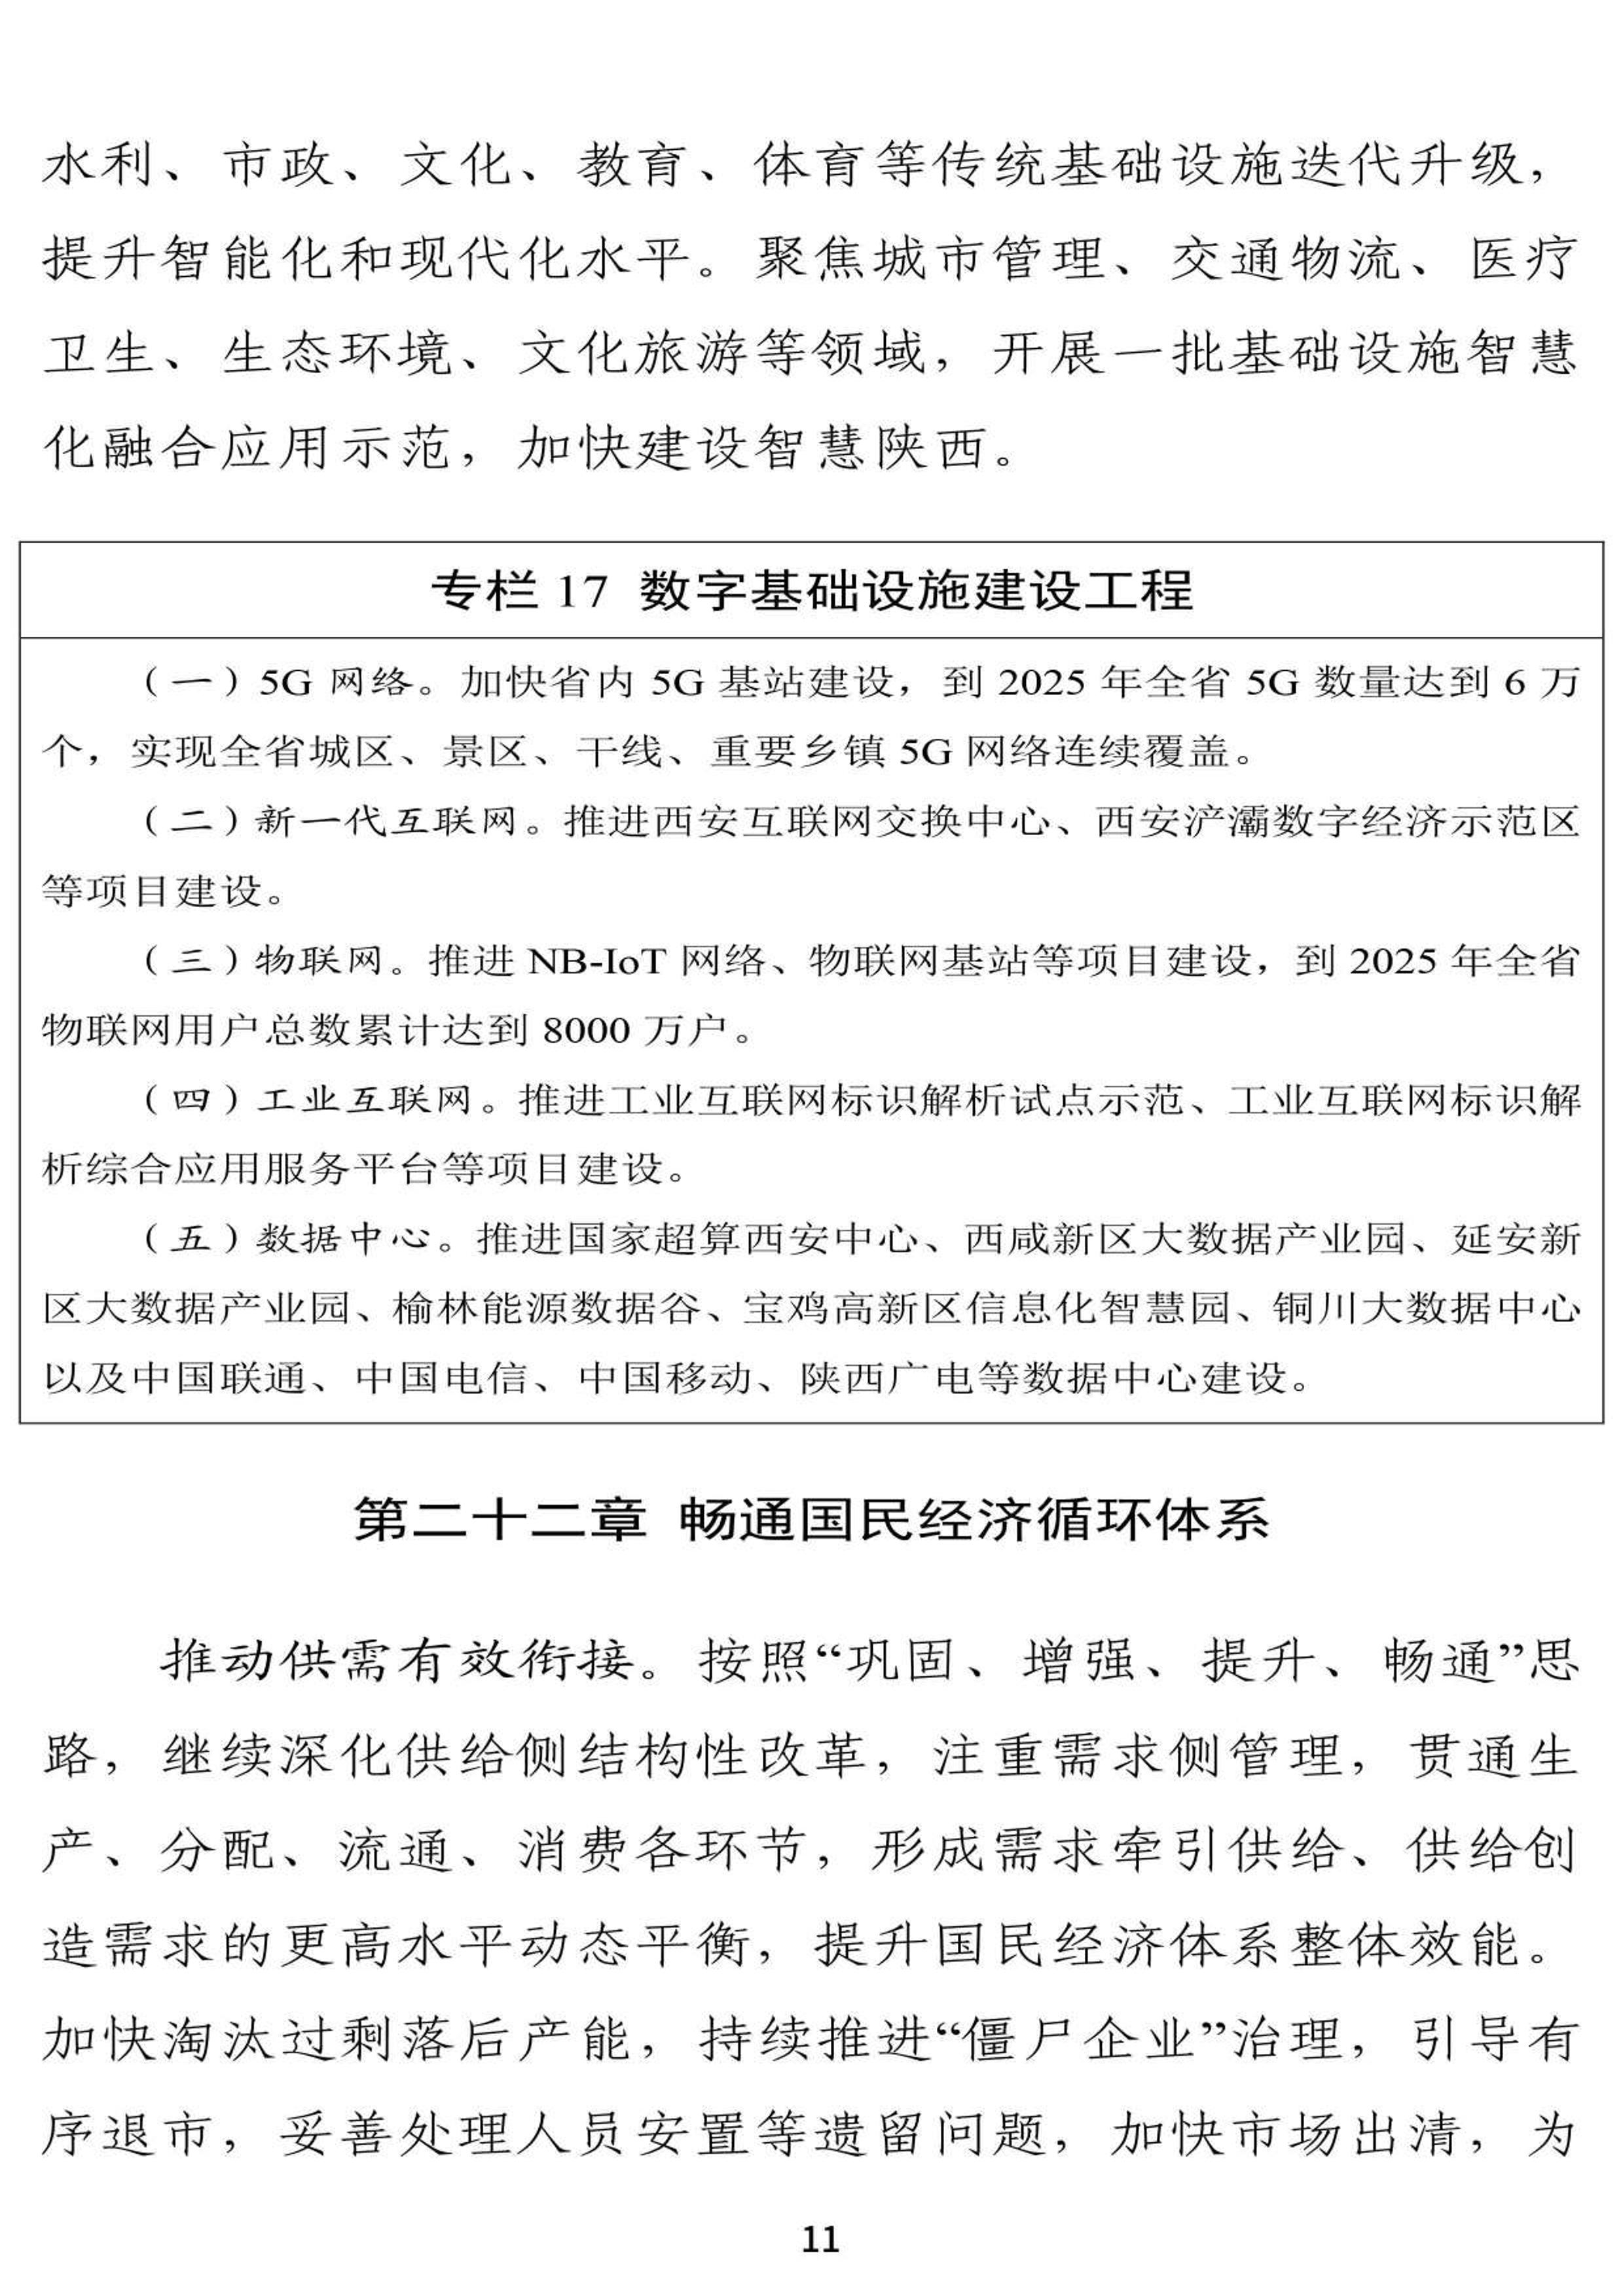 水利、市政、文化、教育、体育等传统基础设施迭代升级，
提升智能化和现代化水平。聚焦城市管理、交通物流、医疗
卫生、生态环境、文化旅游等领域，开展一批基础设施智慧
化融合应用示范，加快建设智慧陕西。
专栏 17 数字基础设施建设工程
（一）5G 网络。加快省内 5G 基站建设，到 2025 年全省 5G 数量达到 6 万
个，实现全省城区、景区、干线、重要乡镇 5G 网络连续覆盖。
（二）新一代互联网。推进西安互联网交换中心、西安浐灞数字经济示范区
等项目建设。
（三）物联网。推进 NB-IoT 网络、物联网基站等项目建设，到 2025 年全省
物联网用户总数累计达到 8000 万户。
（四）工业互联网。推进工业互联网标识解析试点示范、工业互联网标识解
析综合应用服务平台等项目建设。
（五）数据中心。推进国家超算西安中心、西咸新区大数据产业园、延安新
区大数据产业园、榆林能源数据谷、宝鸡高新区信息化智慧园、铜川大数据中心
以及中国联通、中国电信、中国移动、陕西广电等数据中心建设。
第二十二章 畅通国民经济循环体系
推动供需有效衔接。按照“巩固、增强、提升、畅通”思
路，继续深化供给侧结构性改革，注重需求侧管理，贯通生
产、分配、流通、消费各环节，形成需求牵引供给、供给创
造需求的更高水平动态平衡，提升国民经济体系整体效能。
加快淘汰过剩落后产能，持续推进“僵尸企业”治理，引导有
序退市，妥善处理人员安置等遗留问题，加快市场出清，为
11